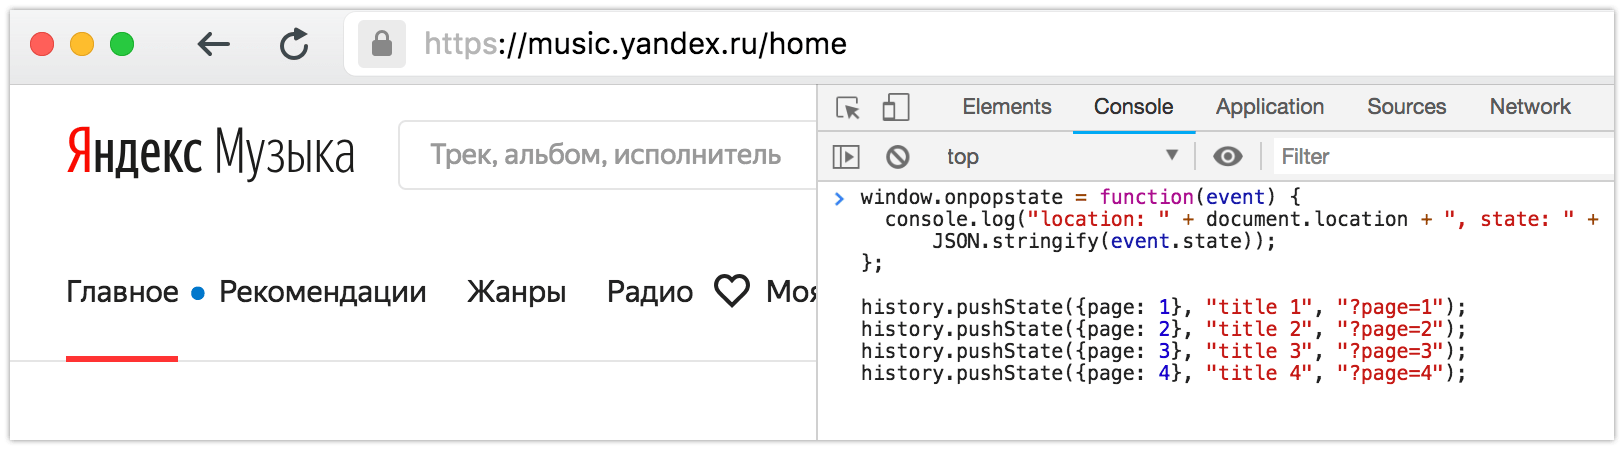 https://music.yandex.ru/home
Яндекс Музыка
Трек, альбом, исполнитель
Главное Рекомендации Жанры Радио Моя
Elements Console Application Sources Network
top Filter
window.onpopstate = function(event) {
  console.log("location: " + document.location + ", state: " +
      JSON.stringify(event.state));
};
history.pushState({page: 1}, "title 1", "?page=1");
history.pushState({page: 2}, "title 2", "?page=2");
history.pushState({page: 3}, "title 3", "?page=3");
history.pushState({page: 4}, "title 4", "?page=4");